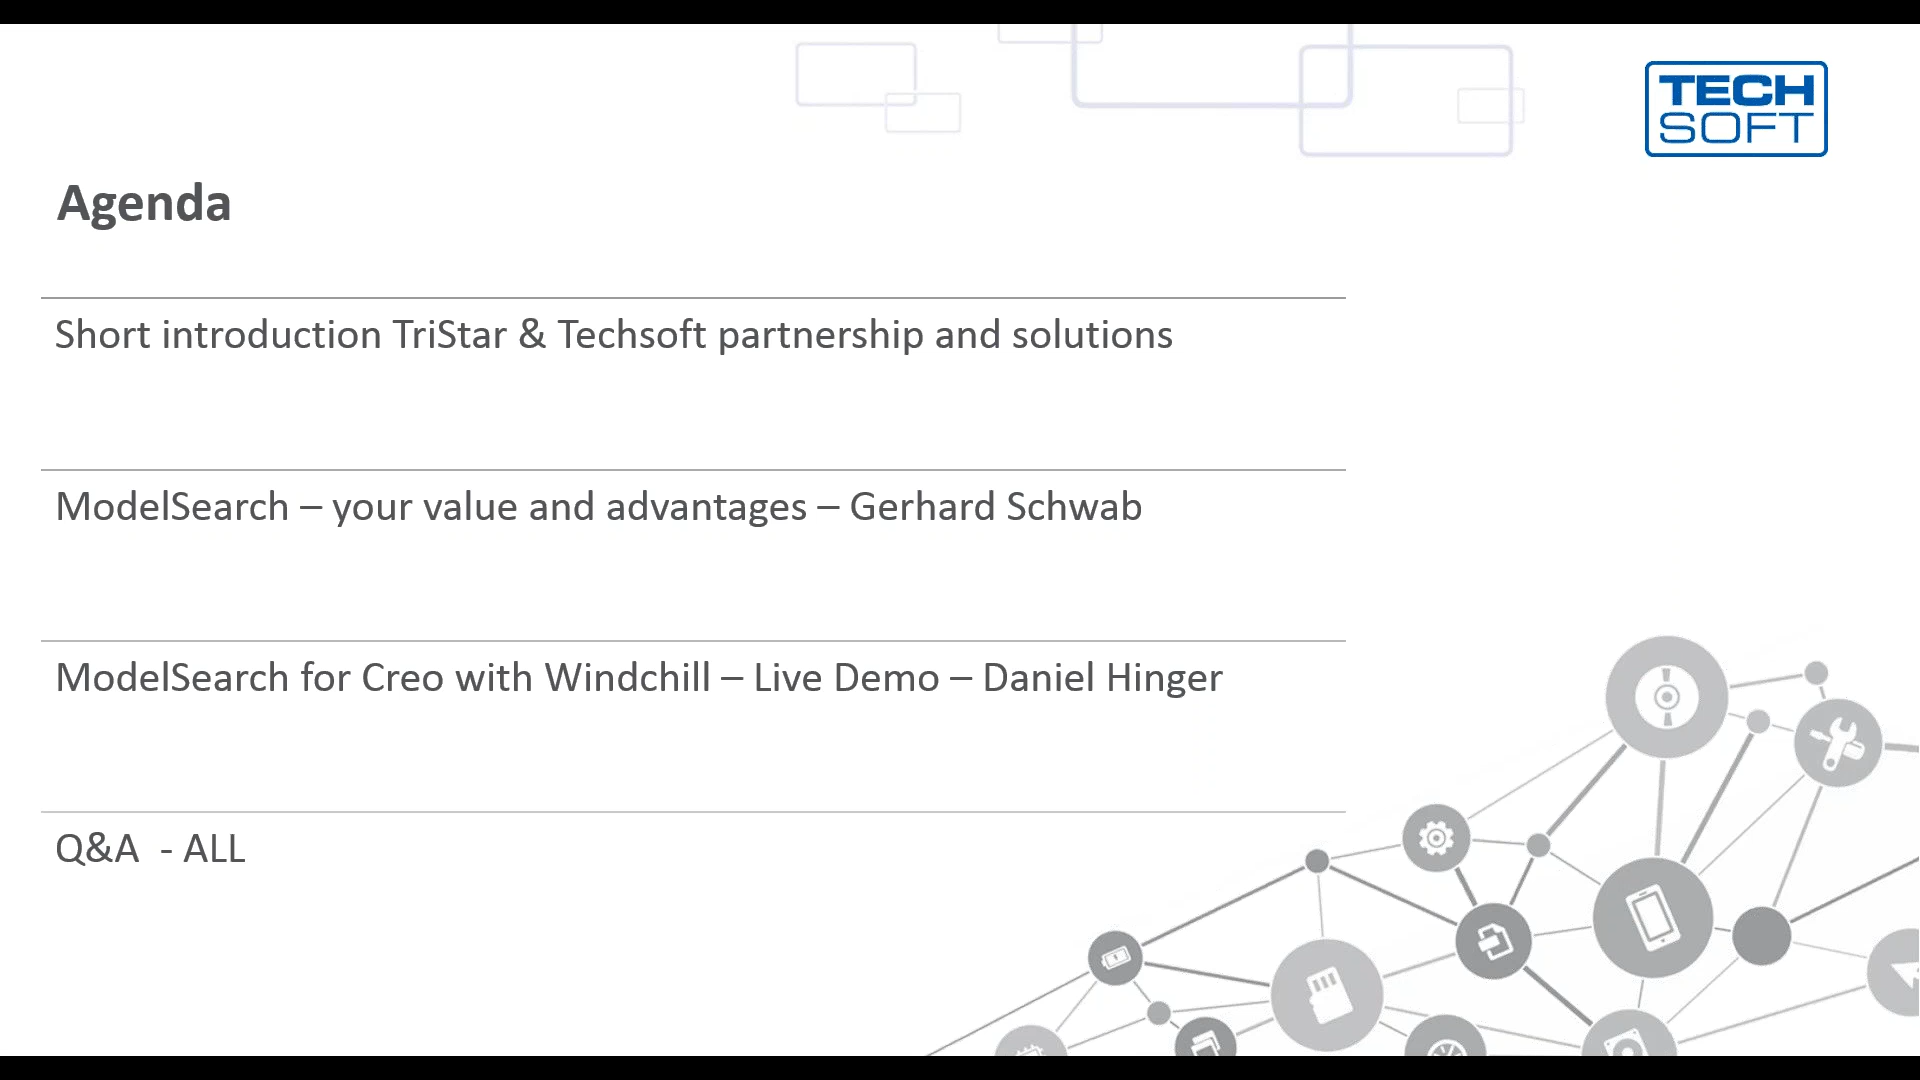 TECH
SOFT
Agenda
Short introduction TriStar & Techsoft partnership and solutions
ModelSearch – your value and advantages – Gerhard Schwab
ModelSearch for Creo with Windchill – Live Demo – Daniel Hinger
Q&A  - ALL